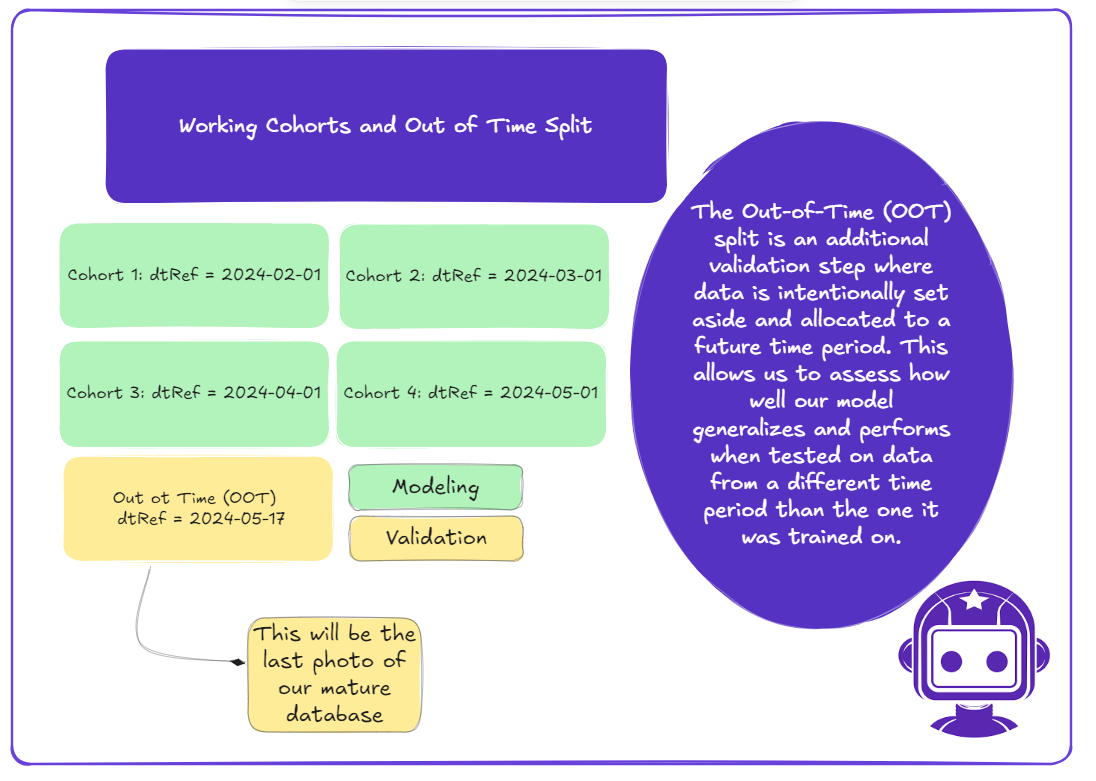 Working Cohorts and Out of Time Split
Cohort 1: dtRef = 2024-02-01
Cohort 2: dtRef = 2024-03-01
Cohort 3: dtRef = 2024-04-01
Cohort 4: dtRef = 2024-05-01
Out ot Time (OOT)
dtRef = 2024-05-17
Modeling
Validation
This will be the
last photo of
our mature
database
The Out-of-Time (OOT)
split is an additional
validation step where
data is intentionally set
aside and allocated to a
future time period. This
allows us to assess how
well our model
generalizes and performs
when tested on data
from a different time
period than the one it
was trained on.